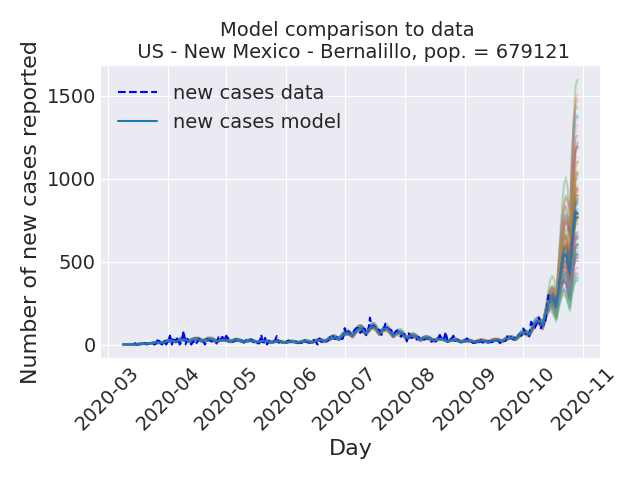 Model comparison to data
US - New Mexico - Bernalillo, pop. = 679121
new cases data
new cases model
Number of new cases reported
1500
1000
500
0
2020-03
2020-04
2020-05
2020-06
2020-07
2020-08
2020-09
2020-10
2020-11
Day